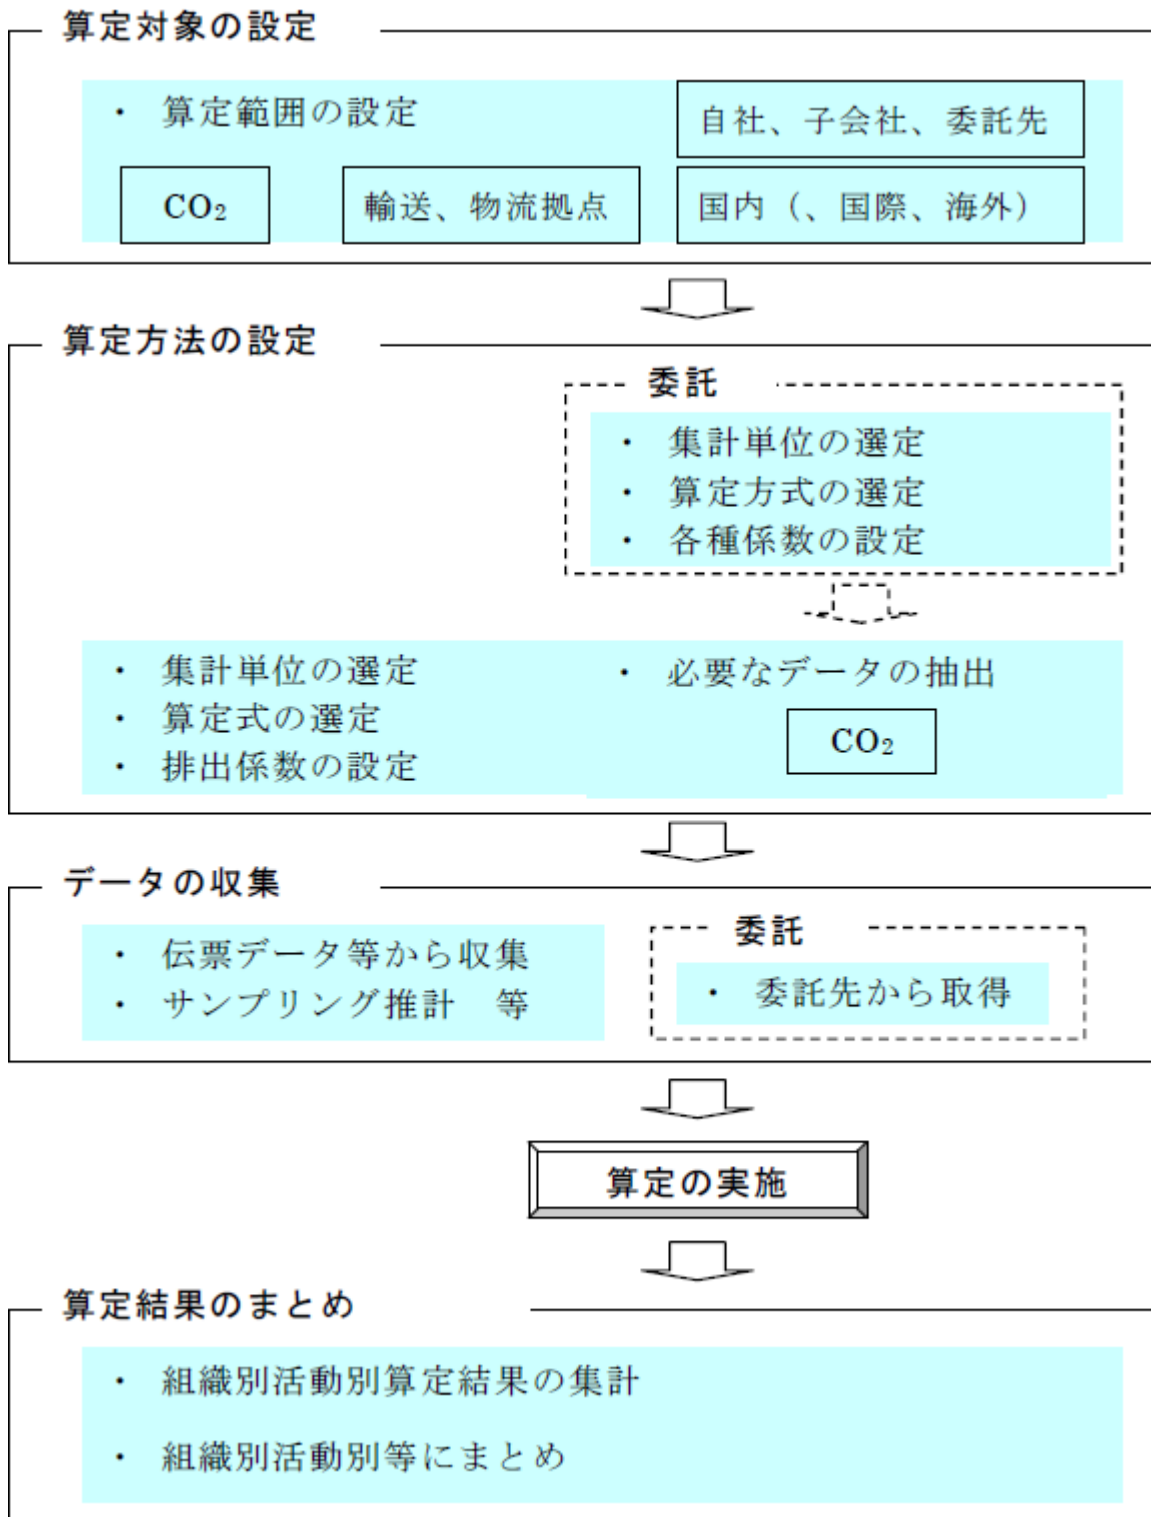 算定対象の設定
・ 算定範囲の設定
自社、子会社、委託先
CO₂
輸送、物流拠点
国内（、国際、海外）
算定方法の設定
委託
・ 集計単位の選定
・ 算定方式の選定
・ 各種係数の設定
・ 集計単位の選定
・ 算定式の選定
・ 排出係数の設定
・ 必要なデータの抽出
CO₂
データの収集
・ 伝票データ等から収集
・ サンプリング推計　等
委託
・ 委託先から取得
算定の実施
算定結果のまとめ
・ 組織別活動別算定結果の集計
・ 組織別活動別等にまとめ